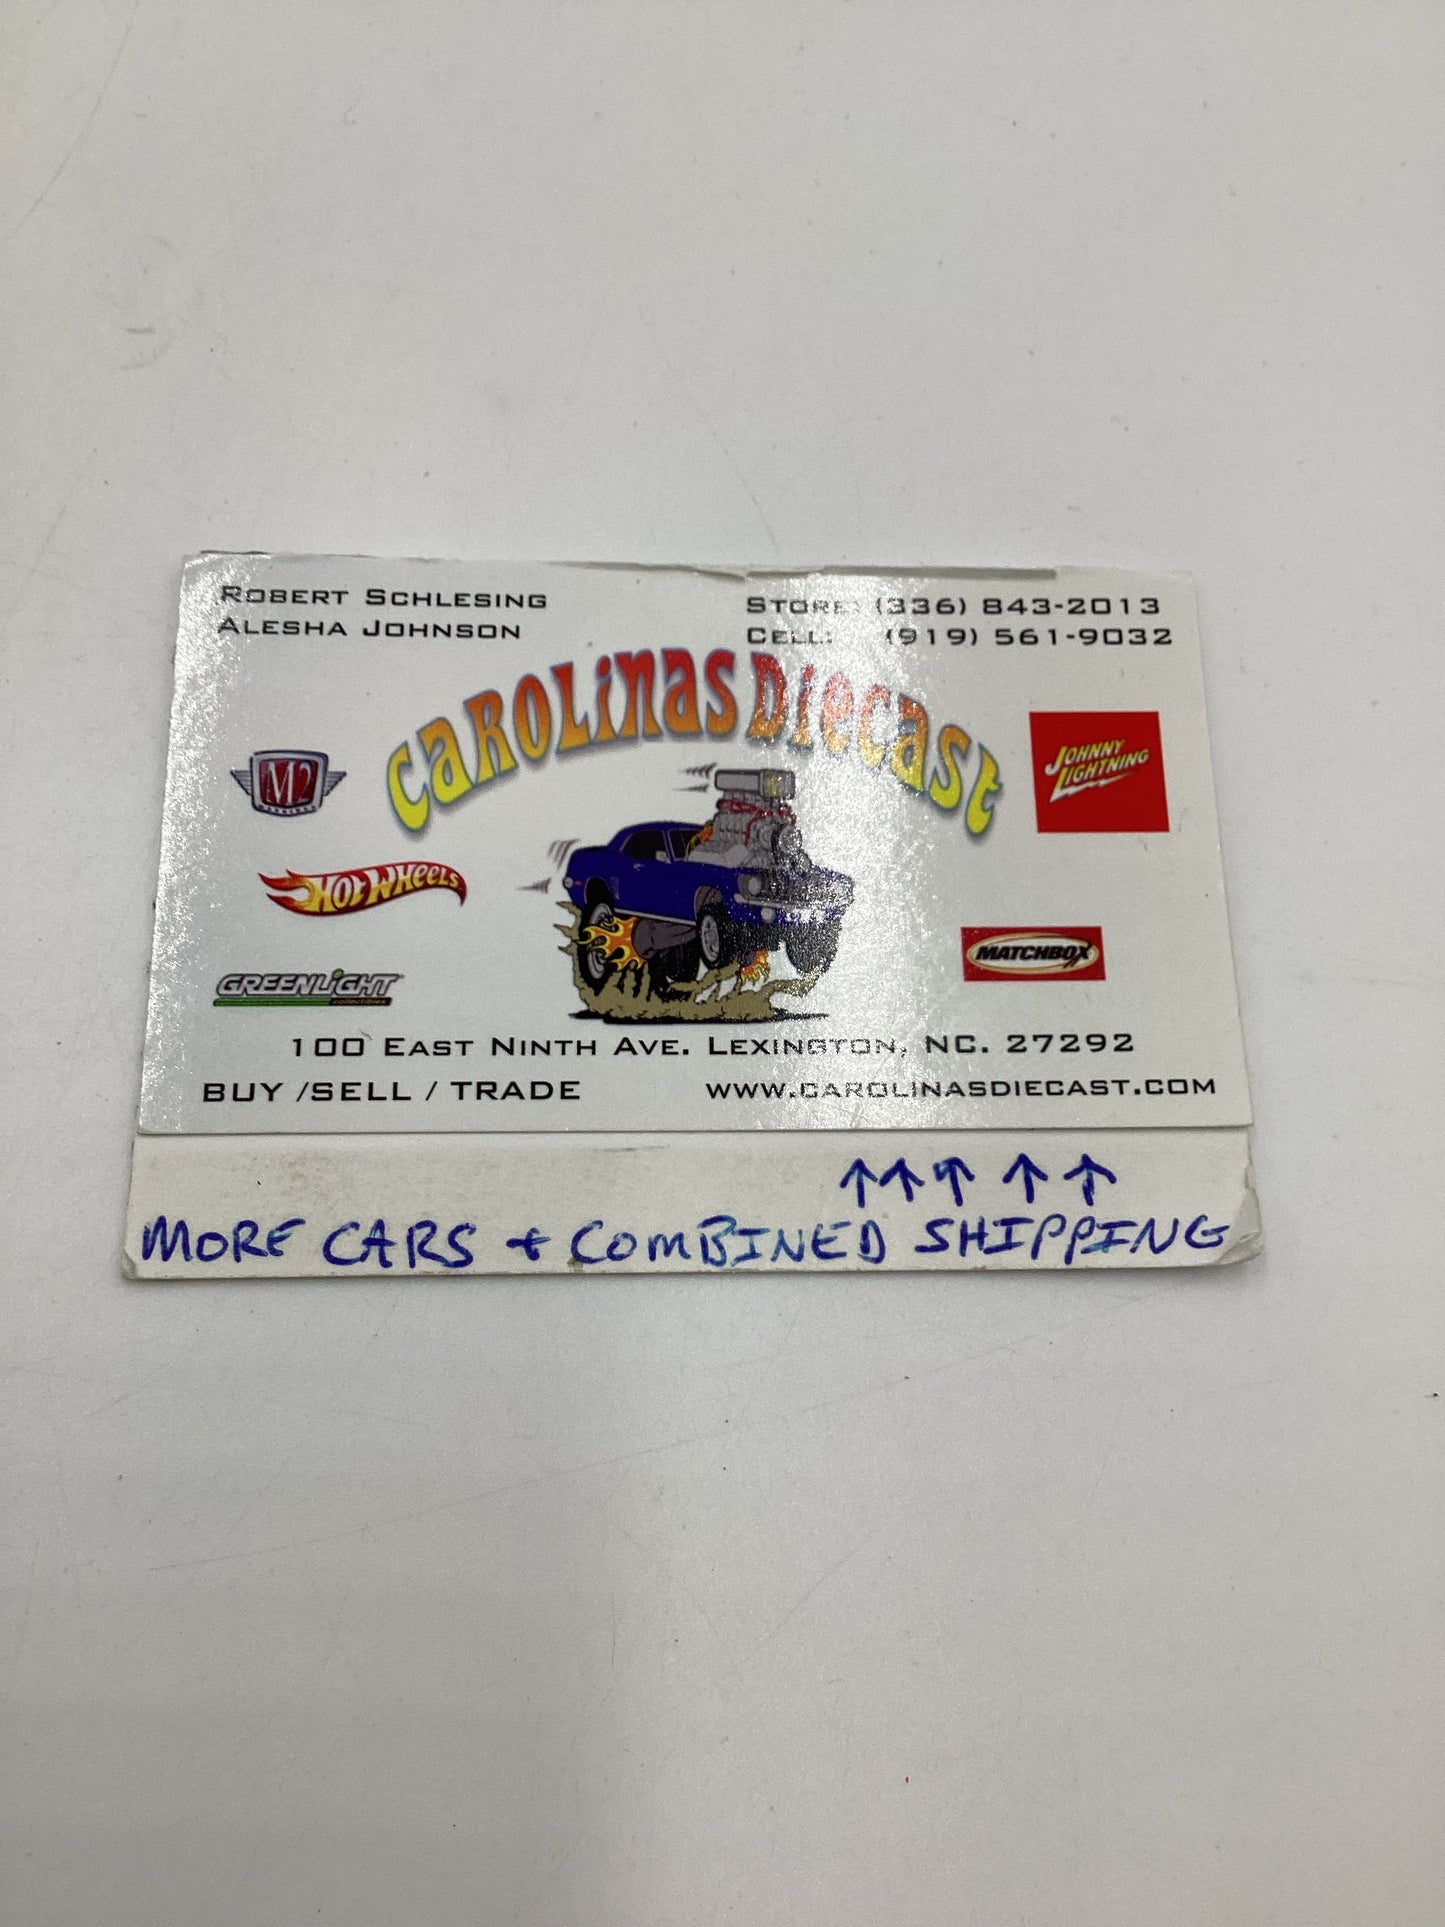 ROBERT SCHLESING
ALESHA JOHNSON
STORE: (336) 843-2013
CELL: (919) 561-9032
CAROLINAS DIECAST
M2
JOHNNY
LIGHTNING
HOT WHEELS
MATCHBOX
GREENLIGHT
collectibles
100 EAST NINTH AVE. LEXINGTON, NC. 27292
BUY /SELL / TRADE
WWW.CAROLINASDIECAST.COM
↑↑↑ ↑ ↑
MORE CARS + COMBINED SHIPPING